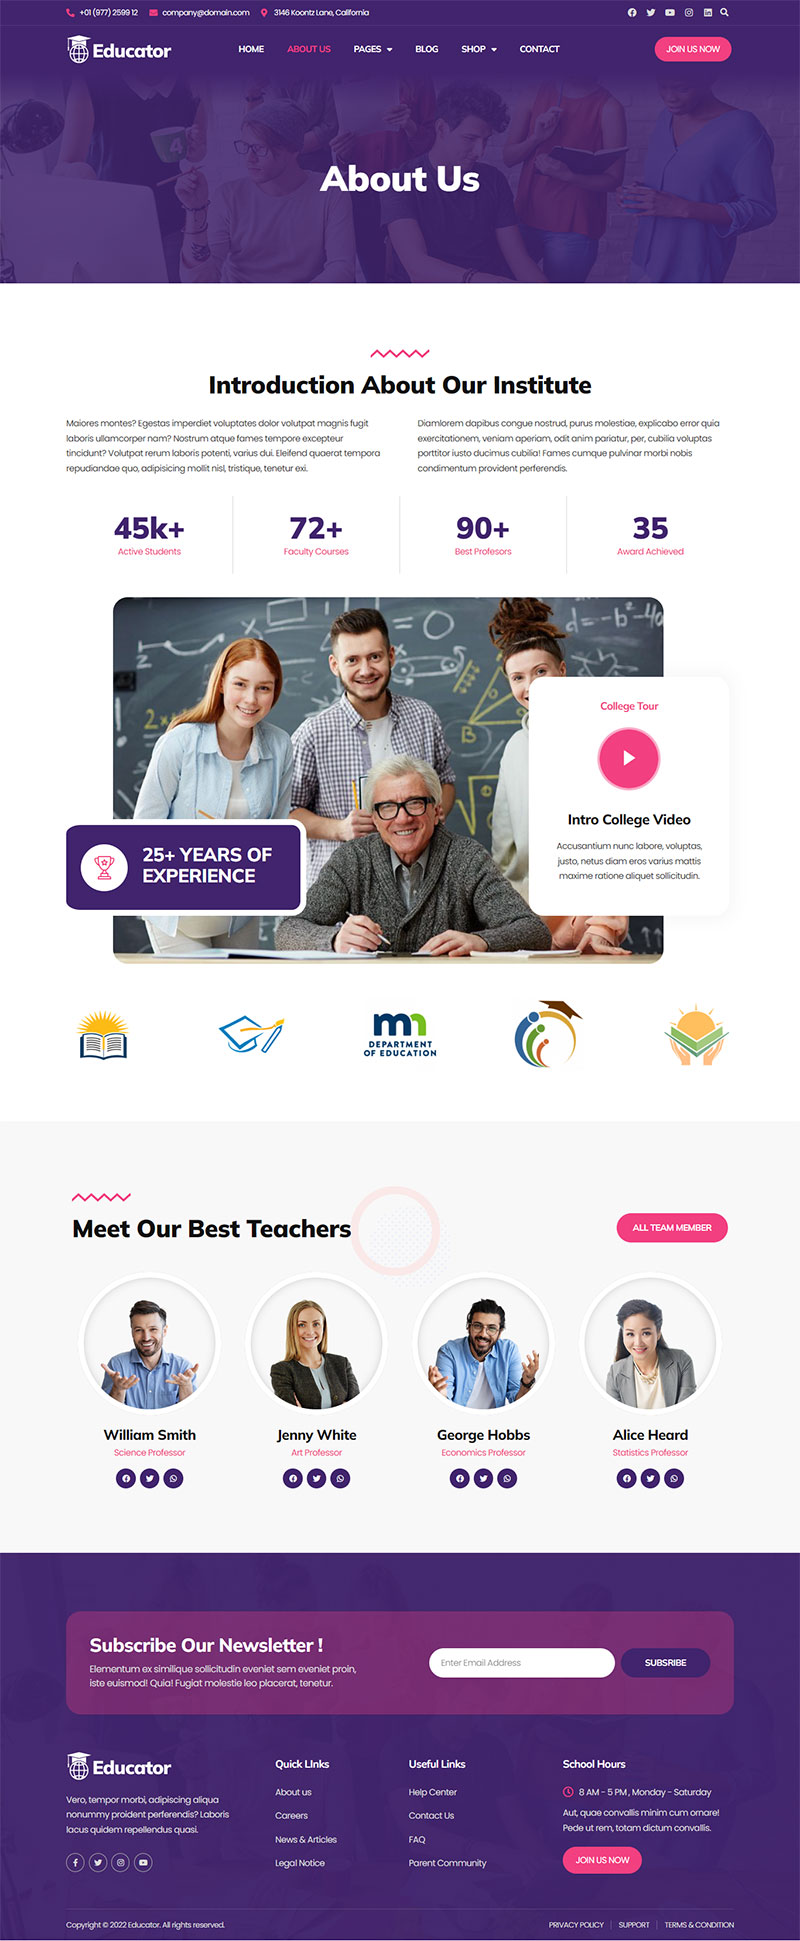 +01 (977) 2599 12 company@domain.com 3146 Koontz Lane, California
Educator HOME ABOUT US PAGES BLOG SHOP CONTACT JOIN US NOW
4
About Us
Introduction About Our Institute
Maiores montes? Egestas imperdiet voluptates dolor volutpat magnis fugit
laboris ullamcorper nam? Nostrum atque fames tempore excepteur
tincidunt? Volutpat rerum laboris potenti, varius dui. Eleifend quaerat tempora
repudiandae quo, adipisicing mollit nisl, tristique, tenetur exi.
Diamlorem dapibus congue nostrud, purus molestiae, explicabo error quia
exercitationem, veniam aperiam, odit anim pariatur, per, cubilia voluptas
porttitor iusto ducimus cubilia! Fames cumque pulvinar morbi nobis
condimentum provident perferendis.
45k+
Active Students
72+
Faculty Courses
90+
Best Profesors
35
Award Achieved
College Tour
Intro College Video
Accusantium nunc labore, voluptas,
justo, netus diam eros varius mattis
maxime ratione aliquet sollicitudin.
25+ YEARS OF
EXPERIENCE
mn
DEPARTMENT
OF EDUCATION
Meet Our Best Teachers
ALL TEAM MEMBER
William Smith
Science Professor
Jenny White
Art Professor
George Hobbs
Economics Professor
Alice Heard
Statistics Professor
Subscribe Our Newsletter !
Elementum ex similique sollicitudin eveniet sem eveniet proin,
iste euismod! Quia! Fugiat molestie leo placerat, tenetur.
Enter Email Address
SUBSRIBE
Educator
Vero, tempor morbi, adipiscing aliqua
nonummy proident perferendis? Laboris
lacus quidem repellendus quasi.
Quick LInks
About us
Careers
News & Articles
Legal Notice
Useful Links
Help Center
Contact Us
FAQ
Parent Community
School Hours
8 AM - 5 PM , Monday - Saturday
Aut, quae convallis minim cum ornare!
Pede ut rem, totam dictum convallis.
JOIN US NOW
Copyright © 2022 Educator. All rights reserved.
PRIVACY POLICY SUPPORT TERMS & CONDITION